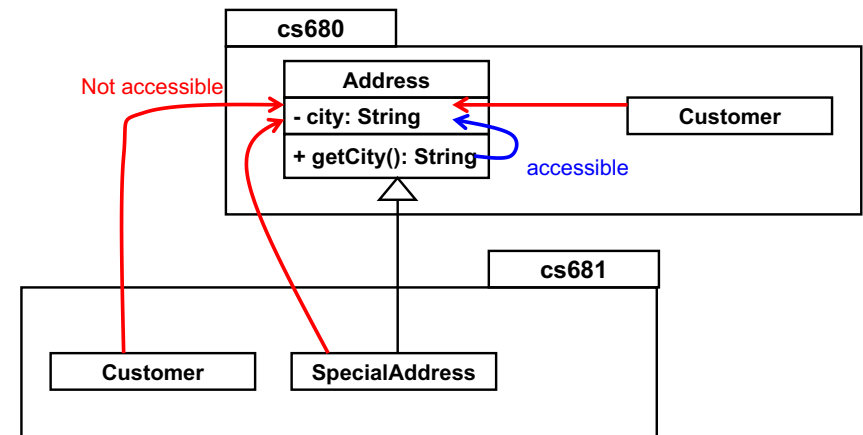 cs680
Address
Not accessible
- city: String
Customer
+ getCity(): String
accessible
cs681
Customer
SpecialAddress